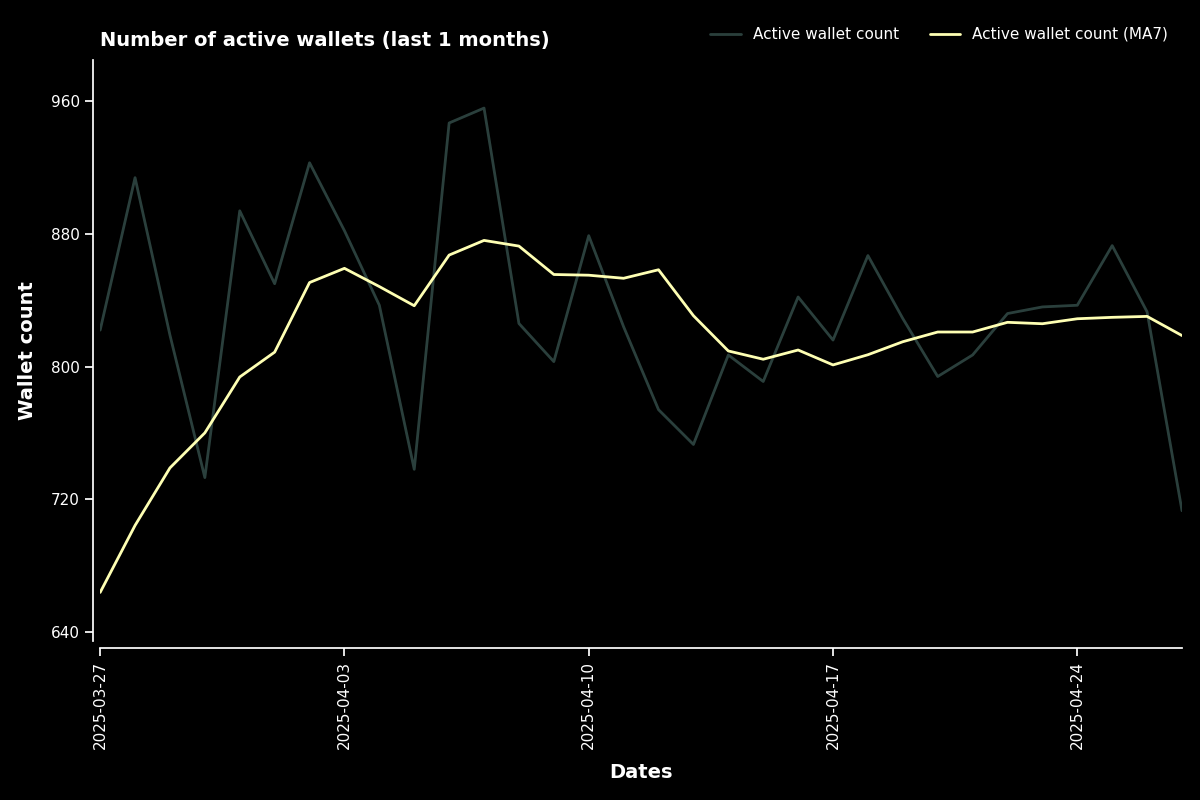 Number of active wallets (last 1 months)
Active wallet count
Active wallet count (MA7)
960
880
800
720
640
Wallet count
2025-03-27
2025-04-03
2025-04-10
2025-04-17
2025-04-24
Dates